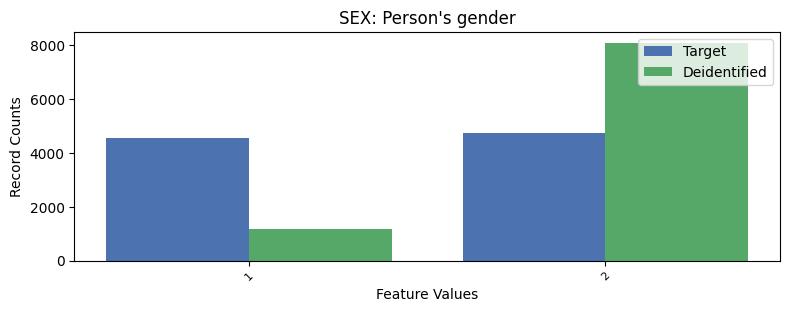 SEX: Person's gender
Target
Deidentified
8000
6000
4000
2000
0
Record Counts
1
2
Feature Values